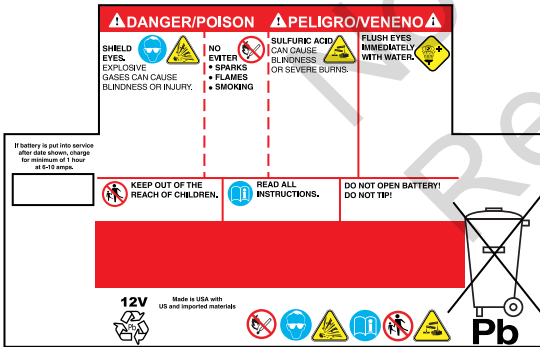 DANGER/POISON PELIGRO/VENENO
SHIELD
EYES.
EXPLOSIVE
GASES CAN CAUSE
BLINDNESS OR INJURY.
NO
EVITER
• SPARKS
• FLAMES
• SMOKING
SULFURIC ACID
CAN CAUSE
BLINDNESS
OR SEVERE BURNS.
FLUSH EYES
IMMEDIATELY
WITH WATER.
If battery is put into service
after date shown, charge
for minimum of 1 hour
at 6-10 amps.
KEEP OUT OF THE
REACH OF CHILDREN.
READ ALL
INSTRUCTIONS.
DO NOT OPEN BATTERY!
DO NOT TIP!
12V
Pb
Made is USA with
US and imported materials
Pb